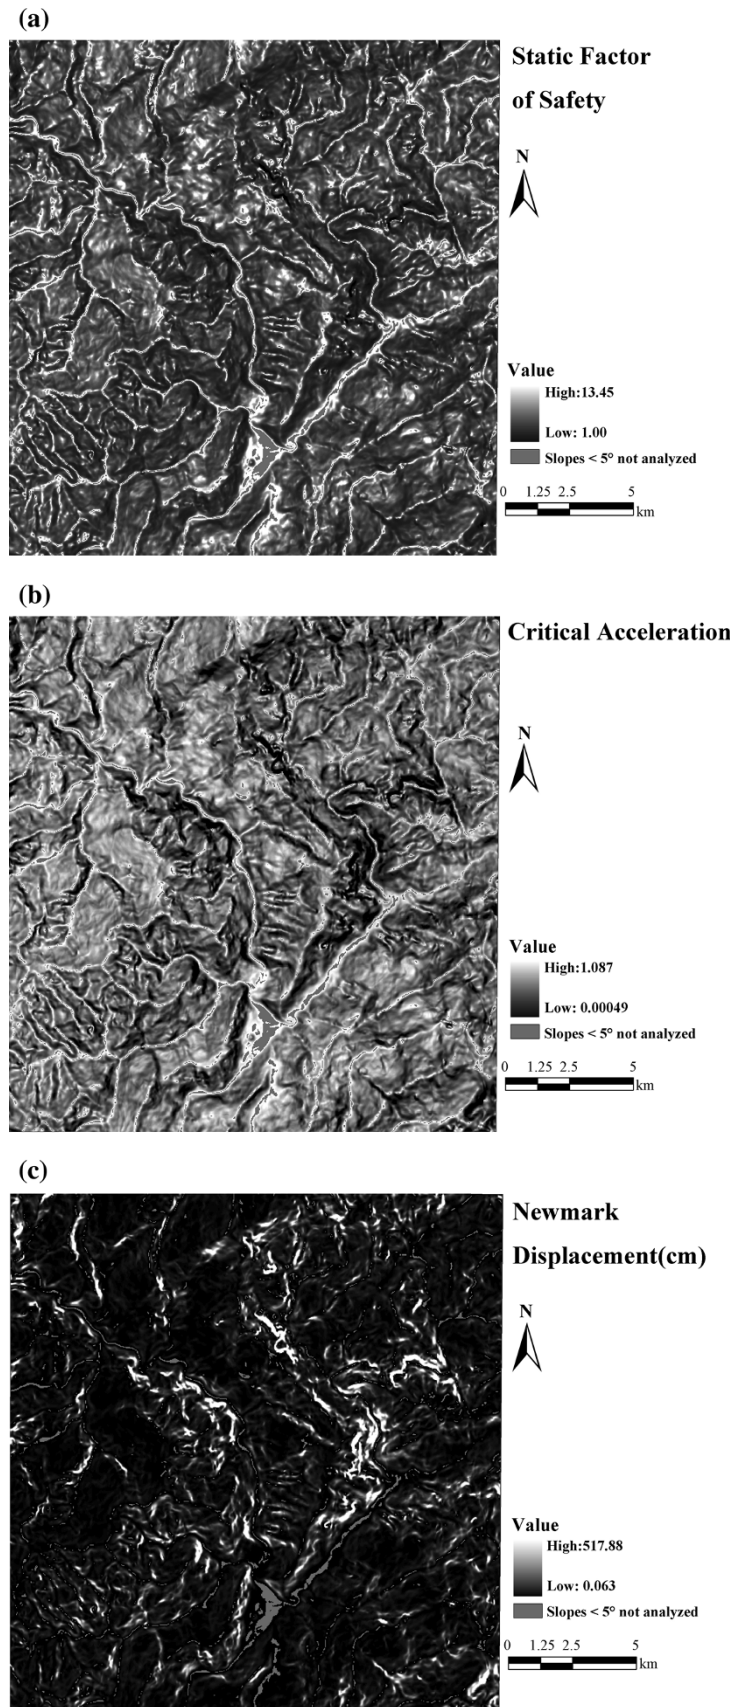 (a)
Static Factor
of Safety
N
Value
High:13.45
Low: 1.00
Slopes < 5° not analyzed
0 1.25 2.5 5
km
(b)
Critical Acceleration
N
Value
High:1.087
Low: 0.00049
Slopes < 5° not analyzed
0 1.25 2.5 5
km
(c)
Newmark
Displacement(cm)
N
Value
High:517.88
Low: 0.063
Slopes < 5° not analyzed
0 1.25 2.5 5
km